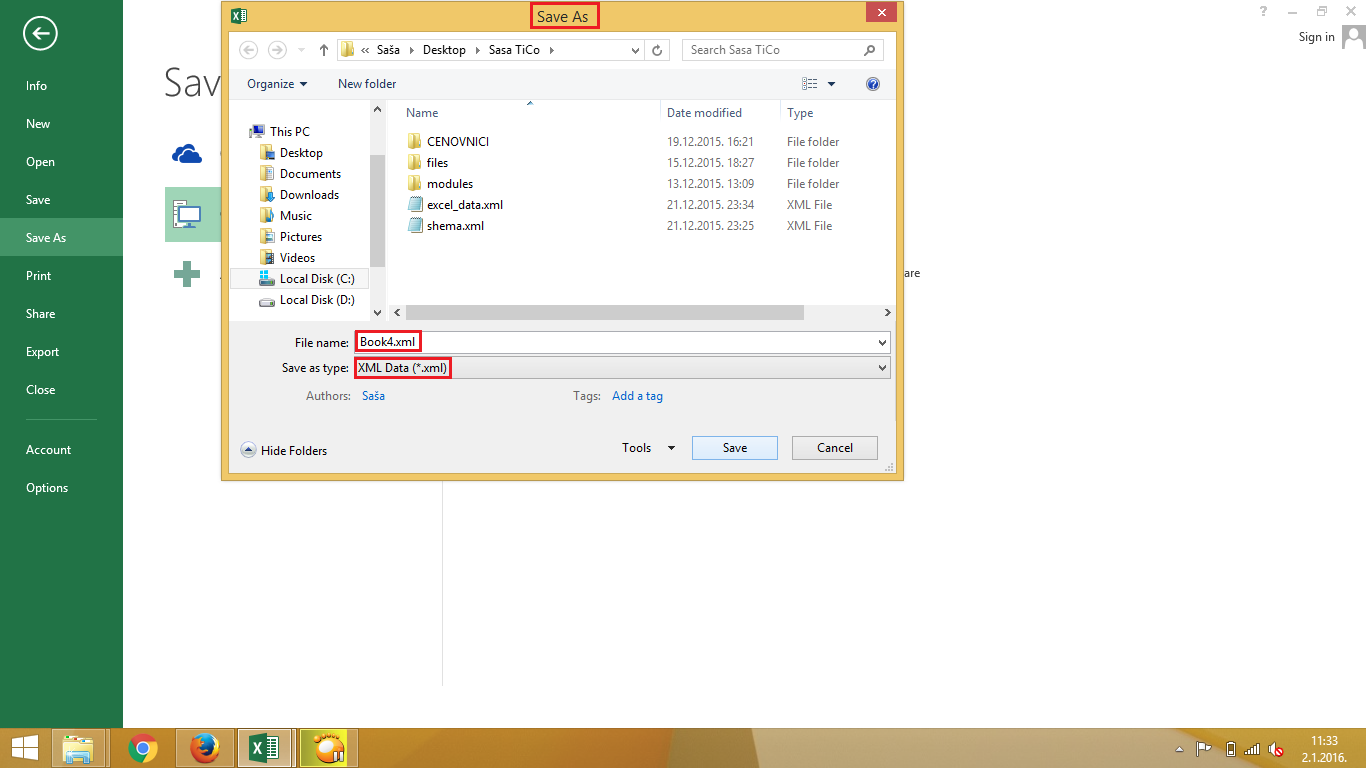 Save As
? Sign in
Info
New
Open
Save
Save As
Print
Share
Export
Close
Account
Options
Sav
« Saša Desktop Sasa TiCo
Search Sasa TiCo
Organize New folder
This PC
Desktop
Documents
Downloads
Music
Pictures
Videos
Local Disk (C:)
Local Disk (D:)
Name Date modified Type
CENOVNICI 19.12.2015. 16:21 File folder
files 15.12.2015. 18:27 File folder
modules 13.12.2015. 13:09 File folder
excel_data.xml 21.12.2015. 23:34 XML File
shema.xml 21.12.2015. 23:25 XML File
are
File name: Book4.xml
Save as type: XML Data (*.xml)
Authors: Saša Tags: Add a tag
Hide Folders Tools Save Cancel
11:33
2.1.2016.